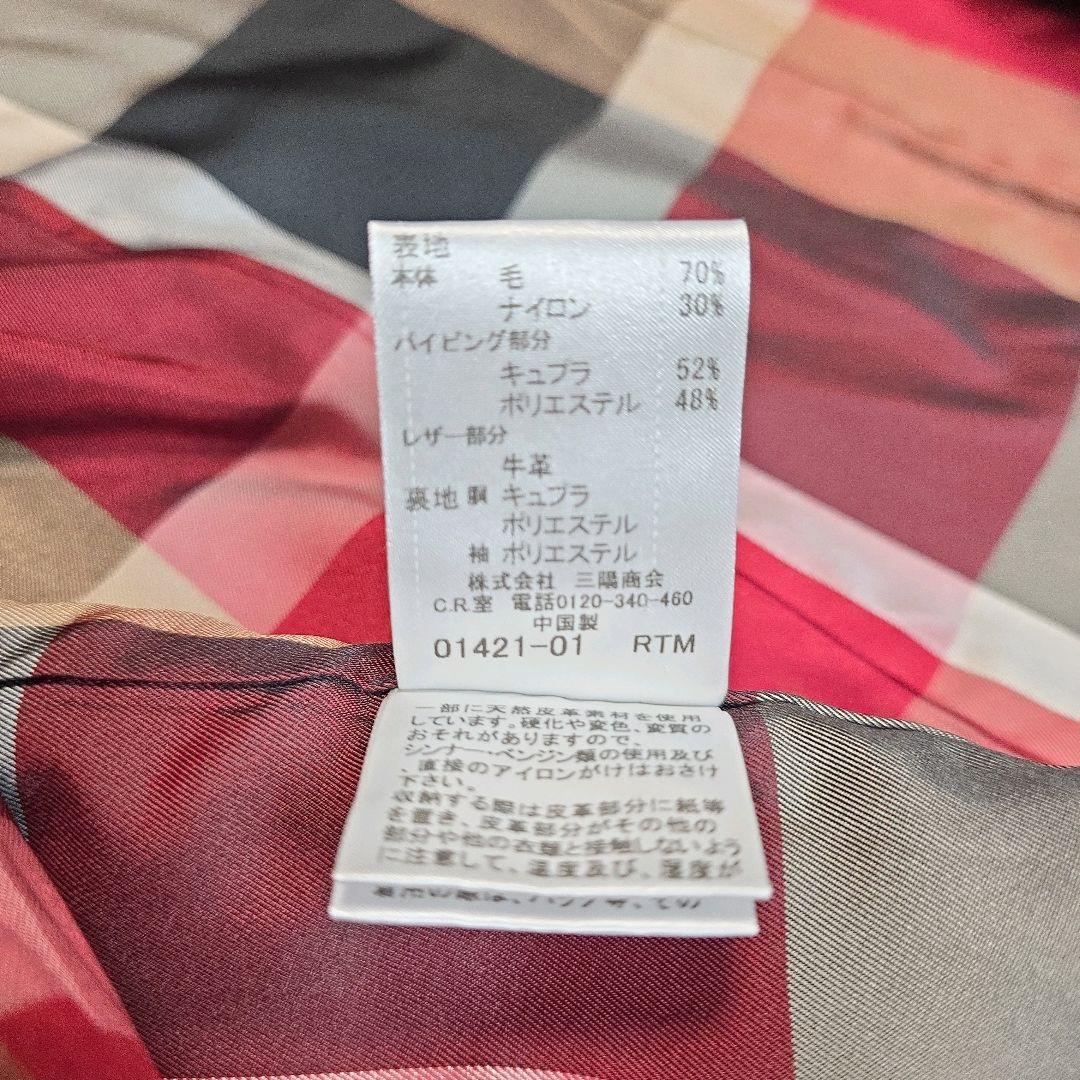 表地
本体 毛 70%
ナイロン 30%
パイピング部分
キュプラ 52%
ポリエステル 48%
レザー部分
牛革
裏地 胴 キュプラ
ポリエステル
袖 ポリエステル
株式会社 三陽商会
C.R.室 電話0120-340-460
中国製
01421-01 RTM
一部に天然皮革素材を使用
しています。硬化や変色、変質の
おそれがありますので、
シンナー・ベンジン類の使用及び
、直接のアイロンがけはおさけ
下さい。
収納する際は皮革部分に紙等
を置き、皮革部分がその他の
部分や他の衣類と接触しないよう
に注意して、温度及び、湿度が